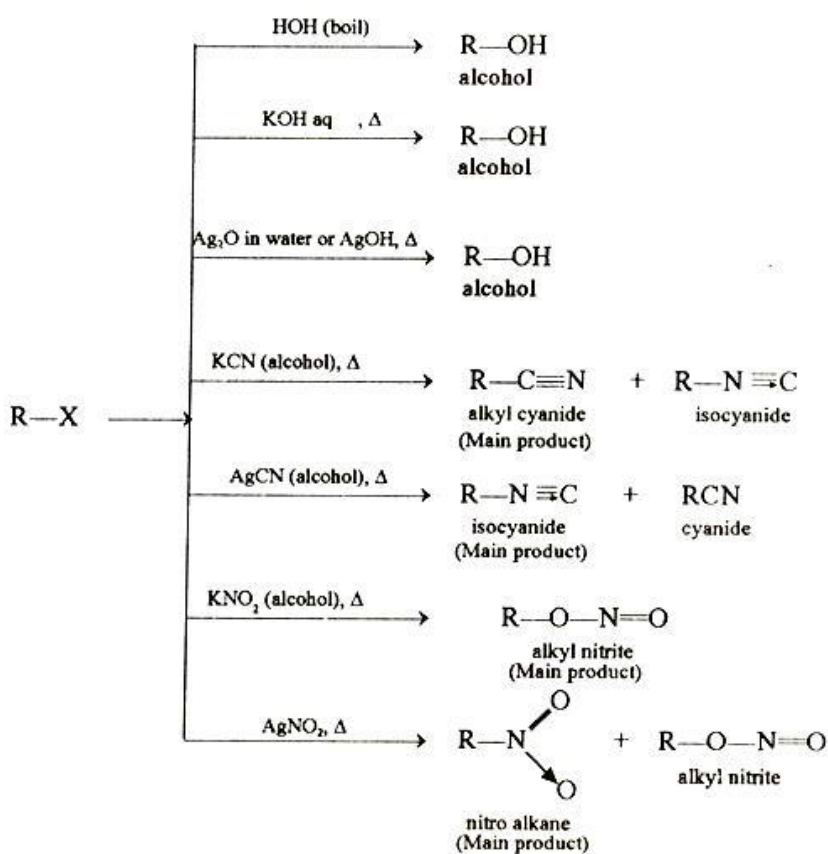 HOH (boil)
R—OH
alcohol
KOH aq , Δ
R—OH
alcohol
Ag₂O in water or AgOH, Δ
R—OH
alcohol
R—X
KCN (alcohol), Δ
R—C≡N + R—N≡C
alkyl cyanide isocyanide
(Main product)
AgCN (alcohol), Δ
R—N≡C + RCN
isocyanide cyanide
(Main product)
KNO₂ (alcohol), Δ
R—O—N=O
alkyl nitrite
(Main product)
AgNO₂, Δ
O
R—N + R—O—N=O
O
alkyl nitrite
nitro alkane
(Main product)